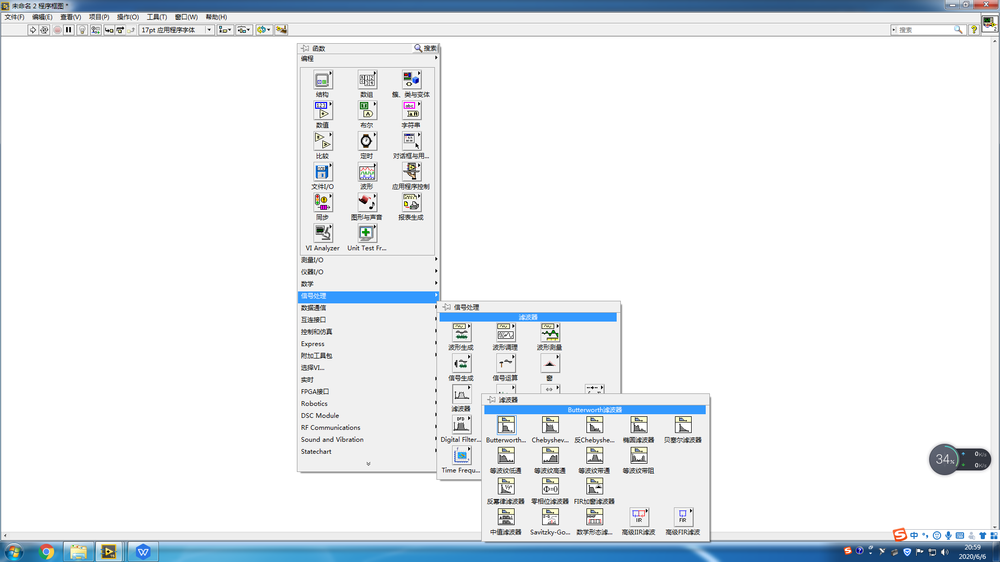 未命名 2 程序框图 *
文件(F) 编辑(E) 查看(V) 项目(P) 操作(O) 工具(T) 窗口(W) 帮助(H)
17pt 应用程序字体
搜索
函数 搜索
编程
结构 数组 簇、类与变体
数值 布尔 字符串
比较 定时 对话框与用...
文件I/O 波形 应用程序控制
同步 图形与声音 报表生成
VI Analyzer Unit Test Fr...
测量I/O
仪器I/O
数学
信号处理
数据通信
互连接口
控制和仿真
Express
附加工具包
选择VI...
实时
FPGA接口
Robotics
DSC Module
RF Communications
Sound and Vibration
Statechart
信号处理
滤波器
波形生成 波形调理 波形测量
信号生成 信号运算 窗
滤波器
Digital Filter...
Time Frequ...
滤波器
Butterworth滤波器
Butterworth... Chebyshev... 反Chebyshe... 椭圆滤波器 贝塞尔滤波器
等波纹低通 等波纹高通 等波纹带通 等波纹带阻
反幂律滤波器 零相位滤波器 FIR加窗滤波器
中值滤波器 Savitzky-Go... 数学形态滤... 高级IIR滤波 高级FIR滤波
34% 0K/s
0K/s
中
20:59
2020/6/6